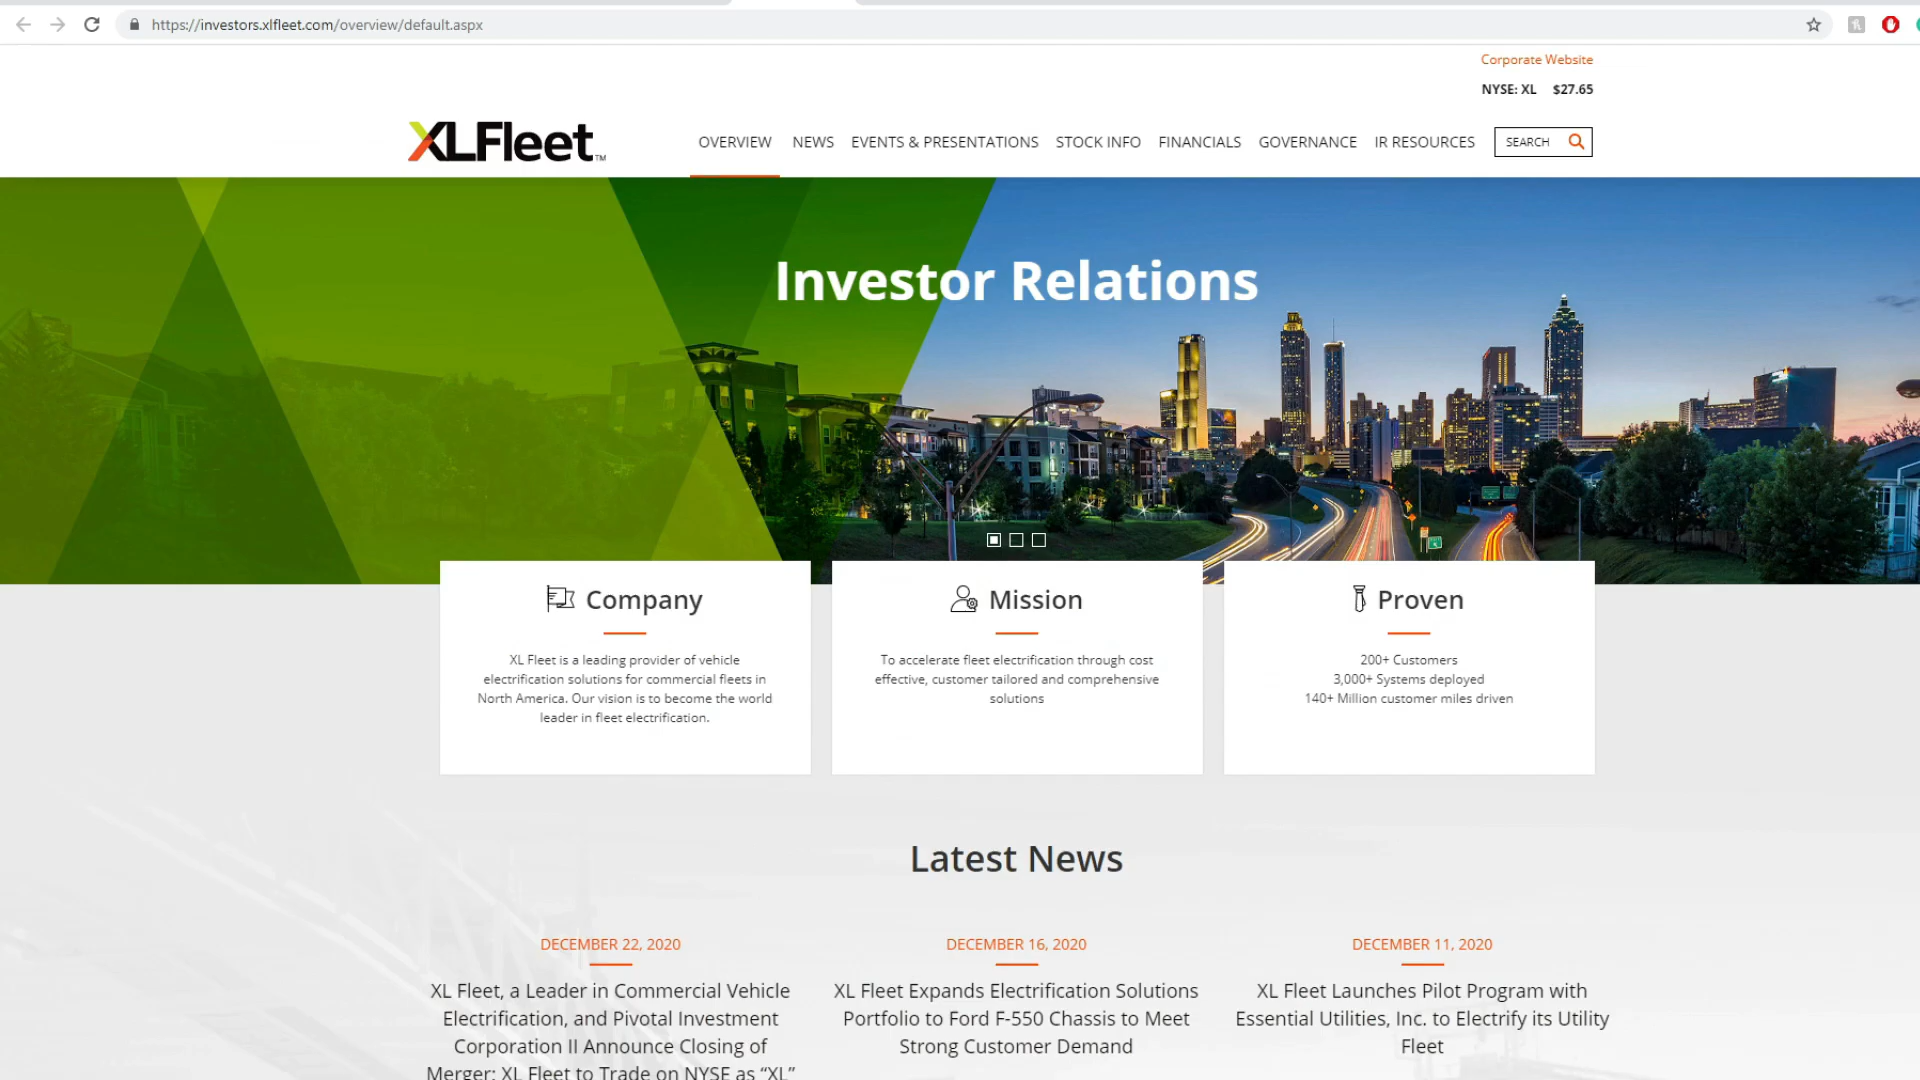 https://investors.xlfleet.com/overview/default.aspx
Corporate Website
NYSE: XL $27.65
XLFleet™
OVERVIEW NEWS EVENTS & PRESENTATIONS STOCK INFO FINANCIALS GOVERNANCE IR RESOURCES SEARCH
Investor Relations
Company
XL Fleet is a leading provider of vehicle
electrification solutions for commercial fleets in
North America. Our vision is to become the world
leader in fleet electrification.
Mission
To accelerate fleet electrification through cost
effective, customer tailored and comprehensive
solutions
Proven
200+ Customers
3,000+ Systems deployed
140+ Million customer miles driven
Latest News
DECEMBER 22, 2020
XL Fleet, a Leader in Commercial Vehicle
Electrification, and Pivotal Investment
Corporation II Announce Closing of
Merger; XL Fleet to Trade on NYSE as “XL”
DECEMBER 16, 2020
XL Fleet Expands Electrification Solutions
Portfolio to Ford F-550 Chassis to Meet
Strong Customer Demand
DECEMBER 11, 2020
XL Fleet Launches Pilot Program with
Essential Utilities, Inc. to Electrify its Utility
Fleet